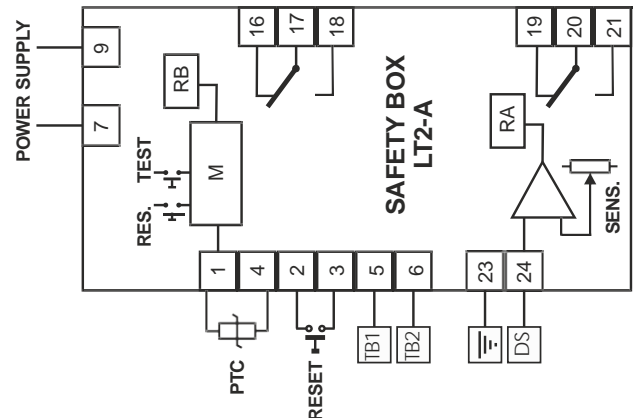 POWER SUPPLY
9
7
16
17
18
19
20
21
RB
RA
TEST
RES.
M
SAFETY BOX
LT2-A
SENS.
1
4
2
3
5
6
23
24
PTC
RESET
TB1
TB2
DS